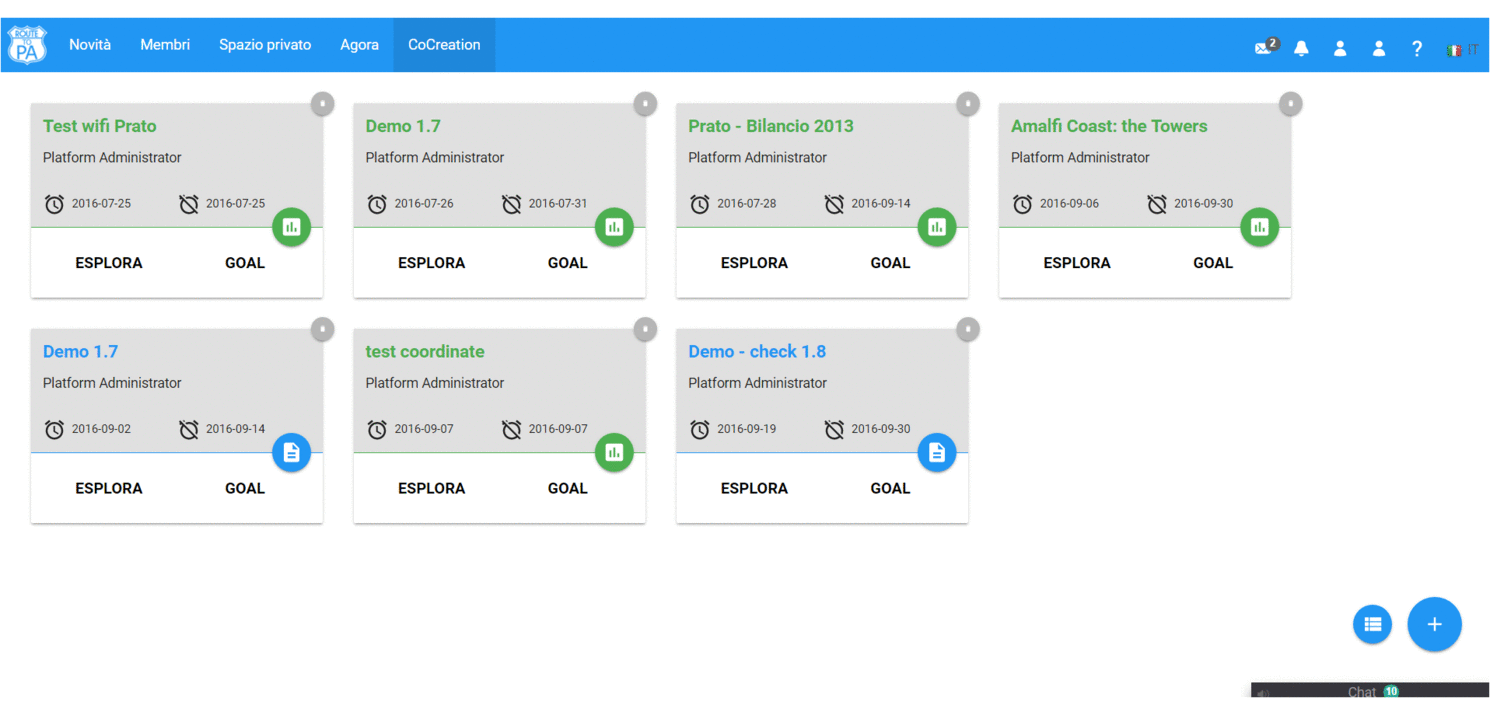 ROUTE
TO
PA
Novità Membri Spazio privato Agora CoCreation
2
? IT
Test wifi Prato
Platform Administrator
2016-07-25 2016-07-25
ESPLORA GOAL
Demo 1.7
Platform Administrator
2016-07-26 2016-07-31
ESPLORA GOAL
Prato - Bilancio 2013
Platform Administrator
2016-07-28 2016-09-14
ESPLORA GOAL
Amalfi Coast: the Towers
Platform Administrator
2016-09-06 2016-09-30
ESPLORA GOAL
Demo 1.7
Platform Administrator
2016-09-02 2016-09-14
ESPLORA GOAL
test coordinate
Platform Administrator
2016-09-07 2016-09-07
ESPLORA GOAL
Demo - check 1.8
Platform Administrator
2016-09-19 2016-09-30
ESPLORA GOAL
+
Chat 10